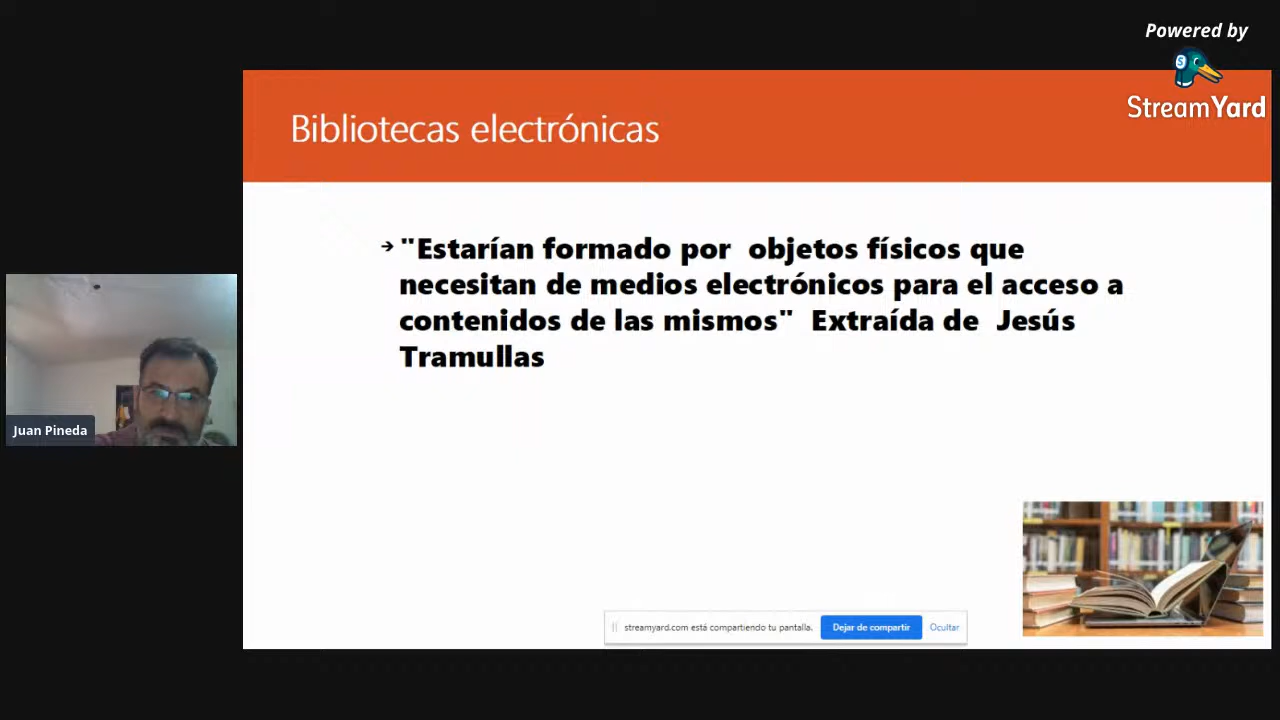 Powered by
StreamYard
Bibliotecas electrónicas
→ "Estarían formado por  objetos físicos que
necesitan de medios electrónicos para el acceso a
contenidos de las mismos"  Extraída de  Jesús
Tramullas
Juan Pineda
streamyard.com está compartiendo tu pantalla.
Dejar de compartir
Ocultar